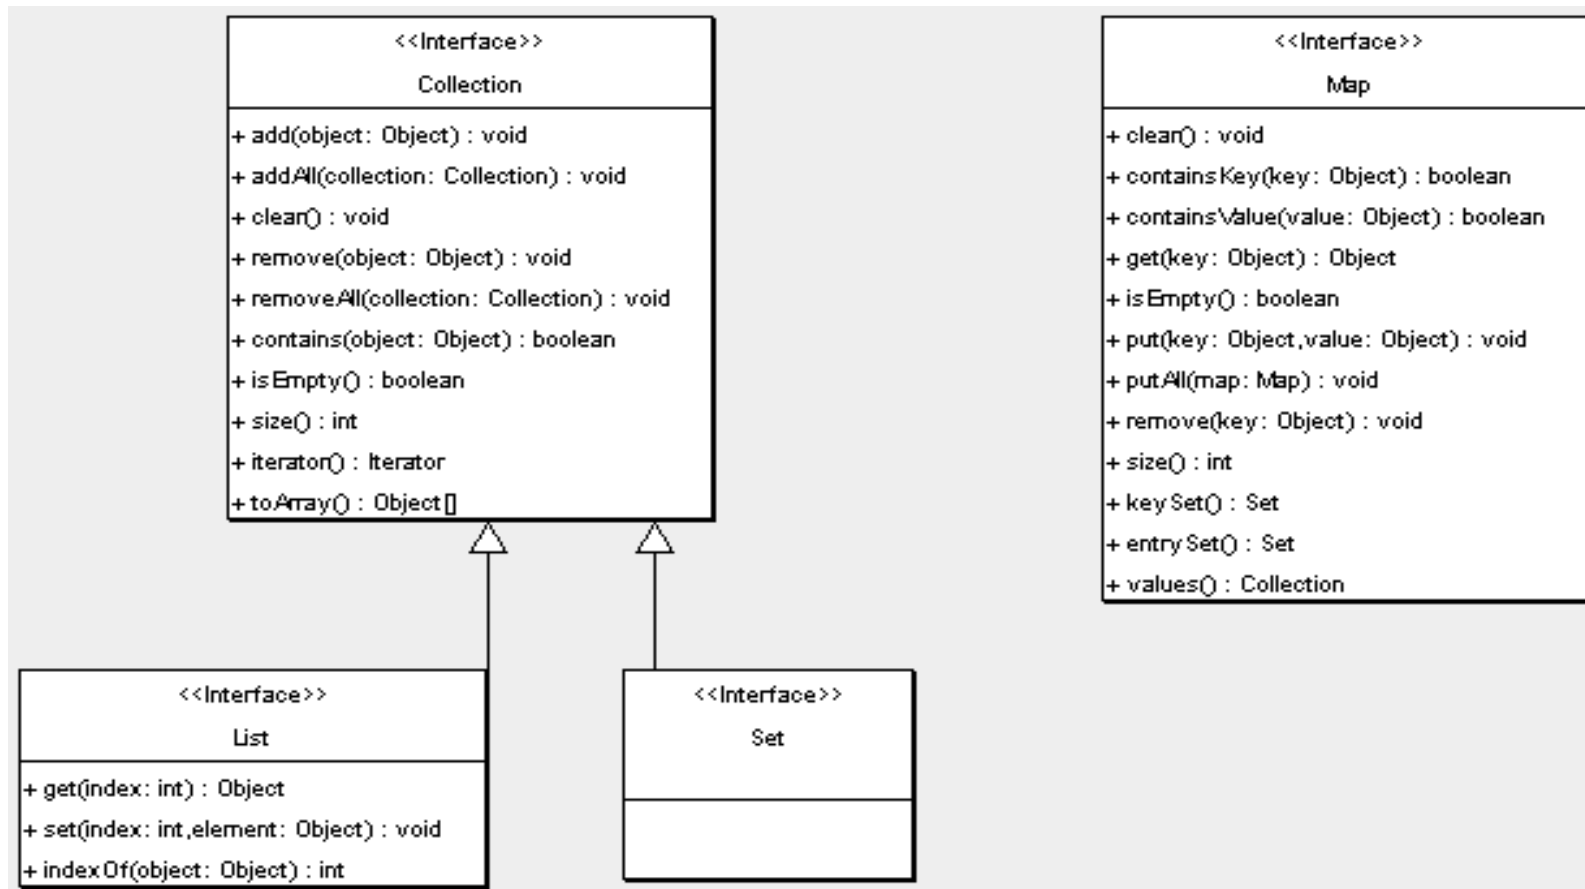 <<Interface>>
Collection
+ add(object: Object) : void
+ addAll(collection: Collection) : void
+ clear() : void
+ remove(object: Object) : void
+ removeAll(collection: Collection) : void
+ contains(object: Object) : boolean
+ isEmpty() : boolean
+ size() : int
+ iterator() : Iterator
+ toArray() : Object[]
<<Interface>>
Map
+ clear() : void
+ containsKey(key: Object) : boolean
+ containsValue(value: Object) : boolean
+ get(key: Object) : Object
+ isEmpty() : boolean
+ put(key: Object,value: Object) : void
+ putAll(map: Map) : void
+ remove(key: Object) : void
+ size() : int
+ keySet() : Set
+ entrySet() : Set
+ values() : Collection
<<Interface>>
List
+ get(index: int) : Object
+ set(index: int,element: Object) : void
+ indexOf(object: Object) : int
<<Interface>>
Set